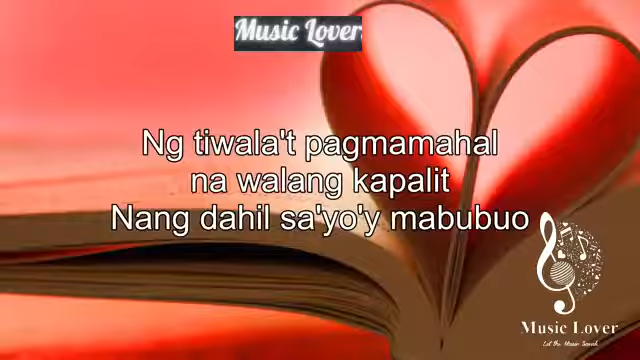 Music Lover
Ng tiwala't pagmamahal
na walang kapalit
Nang dahil sa'yo'y mabubuo
Music Lover